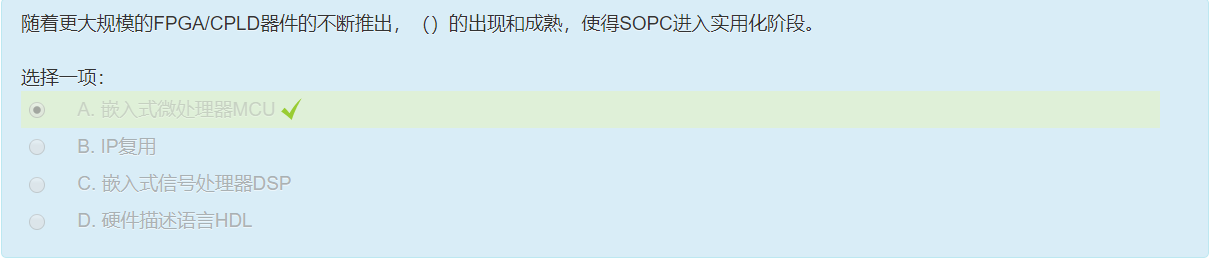 随着更大规模的FPGA/CPLD器件的不断推出，（）的出现和成熟，使得SOPC进入实用化阶段。
选择一项：
A. 嵌入式微处理器MCU
B. IP复用
C. 嵌入式信号处理器DSP
D. 硬件描述语言HDL